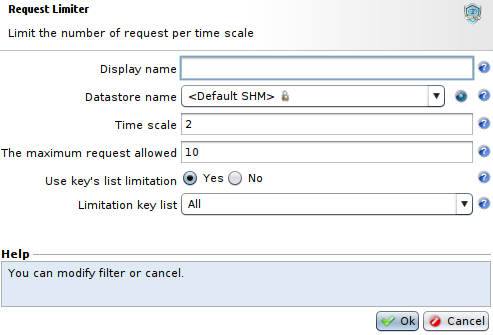 Request Limiter
Limit the number of request per time scale
Display name
Datastore name <Default SHM>
Time scale 2
The maximum request allowed 10
Use key's list limitation Yes No
Limitation key list All
Help
You can modify filter or cancel.
Ok Cancel